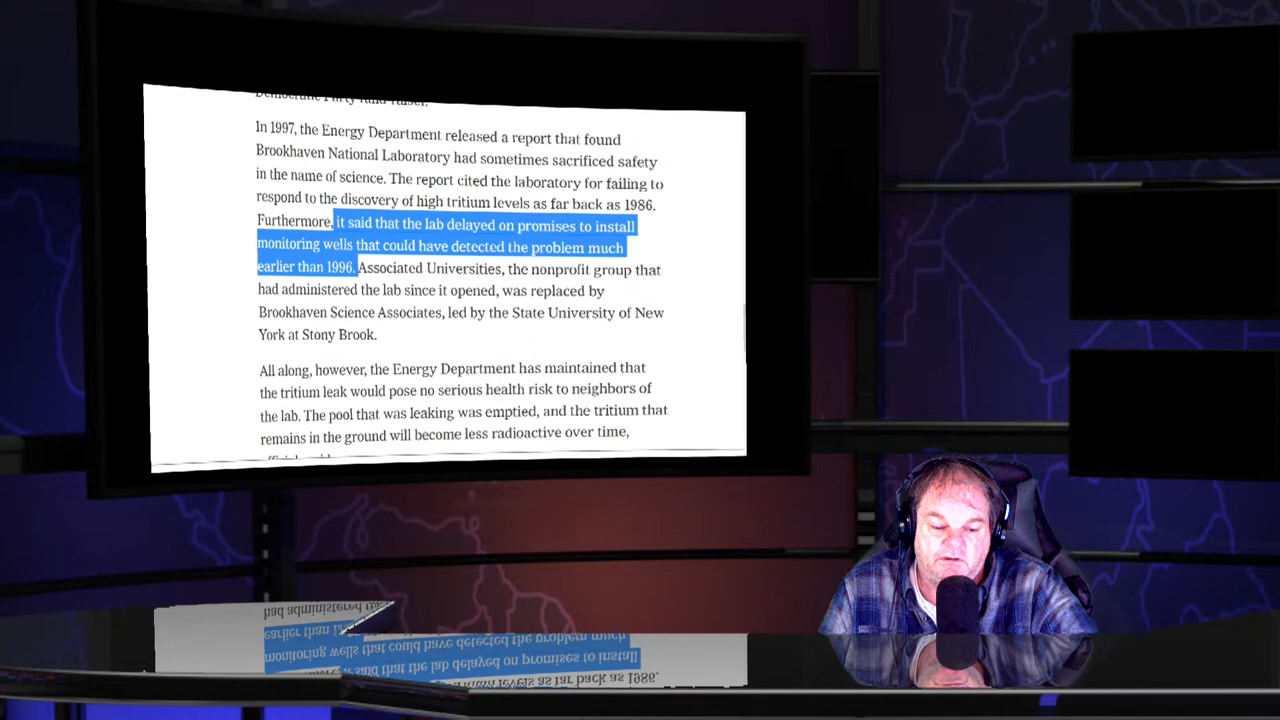 Democratic Party fund-raiser.
In 1997, the Energy Department released a report that found
Brookhaven National Laboratory had sometimes sacrificed safety
in the name of science. The report cited the laboratory for failing to
respond to the discovery of high tritium levels as far back as 1986.
Furthermore, it said that the lab delayed on promises to install
monitoring wells that could have detected the problem much
earlier than 1996. Associated Universities, the nonprofit group that
had administered the lab since it opened, was replaced by
Brookhaven Science Associates, led by the State University of New
York at Stony Brook.
All along, however, the Energy Department has maintained that
the tritium leak would pose no serious health risk to neighbors of
the lab. The pool that was leaking was emptied, and the tritium that
remains in the ground will become less radioactive over time,